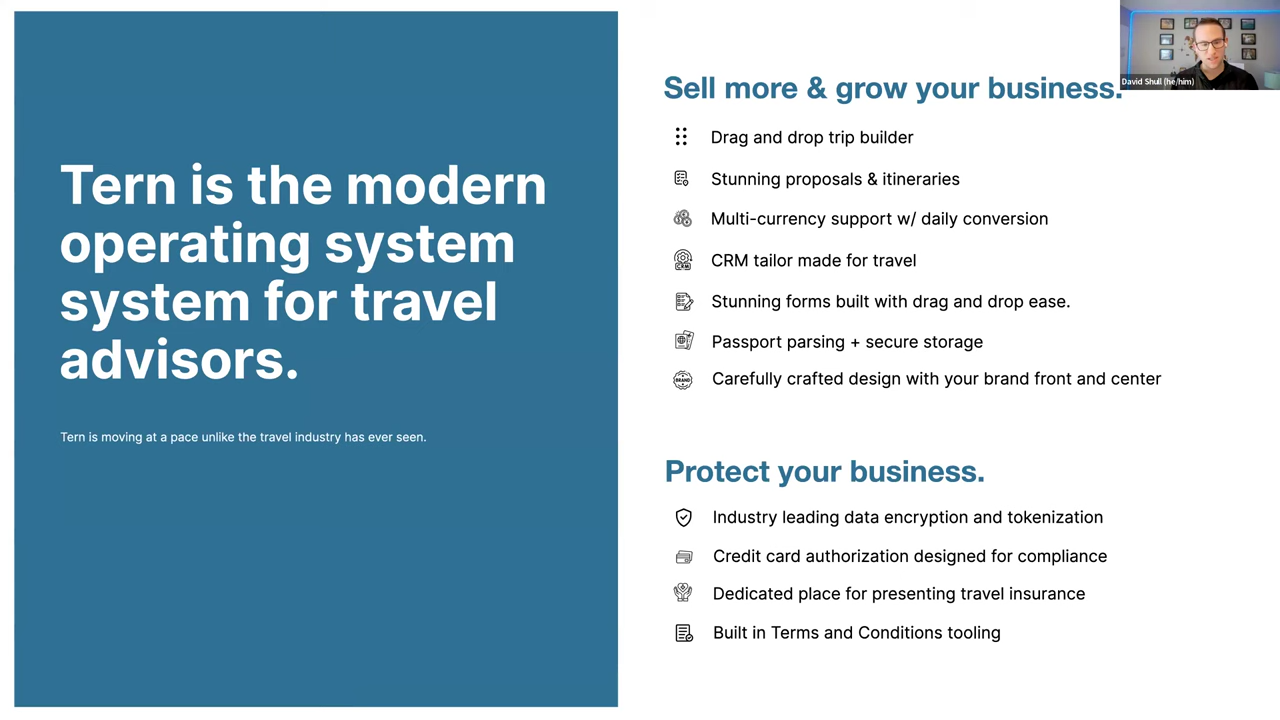 Tern is the modern
operating system
system for travel
advisors.
Tern is moving at a pace unlike the travel industry has ever seen.
Sell more & grow your business.
Drag and drop trip builder
Stunning proposals & itineraries
Multi-currency support w/ daily conversion
CRM
CRM tailor made for travel
Stunning forms built with drag and drop ease.
Passport parsing + secure storage
BRAND
Carefully crafted design with your brand front and center
Protect your business.
Industry leading data encryption and tokenization
Credit card authorization designed for compliance
Dedicated place for presenting travel insurance
Built in Terms and Conditions tooling
David Shull (he/him)